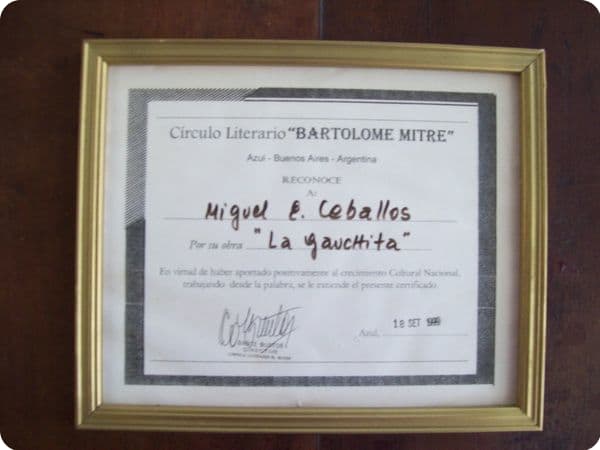 Círculo Literario "BARTOLOME MITRE"
Azul - Buenos Aires - Argentina
RECONOCE
A:
Miguel E. Ceballos
Por su obra "La gauchita"
En virtud de haber aportado positivamente al crecimiento Cultural Nacional,
trabajando desde la palabra, se le extiende el presente certificado.
Azul, 18 SET 1999
BUSTOS